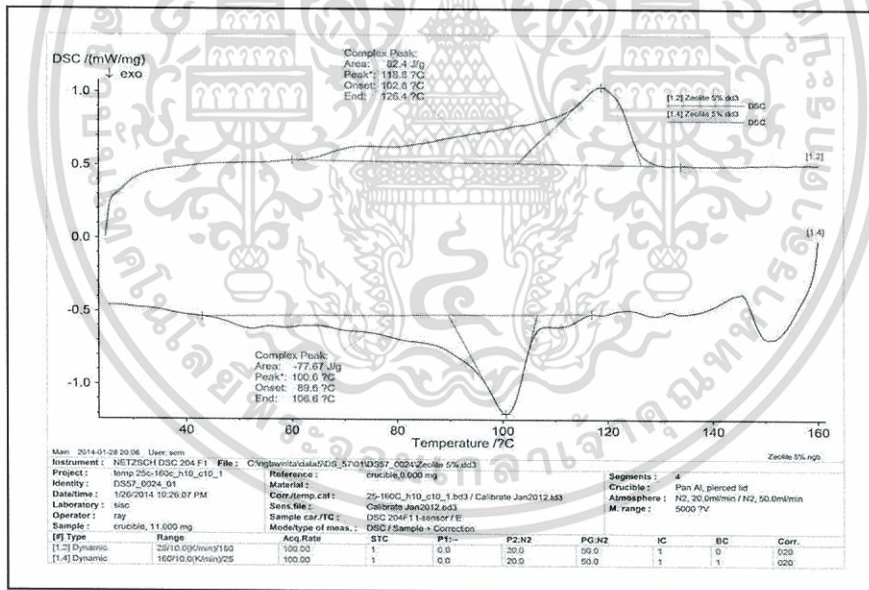 DSC /(mW/mg)
↓ exo
Complex Peak:
Area: 82.4 J/g
Peak*: 118.8 ?C
Onset: 102.8 ?C
End: 126.4 ?C
[1.2] Zeolite 5%.dd3
DSC
[1.4] Zeolite 5%.dd3
DSC
1.0
0.5
0.0
-0.5
-1.0
[1.2]
[1.4]
Complex Peak:
Area: -77.67 J/g
Peak*: 100.6 ?C
Onset: 89.6 ?C
End: 106.6 ?C
40 60 80 100 120 140 160
Temperature /?C
Main 2014-01-28 20:06 User: sem
Zeolite 5%.ngb
Instrument : NETZSCH DSC 204 F1 File :
Project : temp 25c-160c_h10_c10_1 Reference : crucible,0.000 mg Segments : 4
Identity : DS57_0024_01 Material : Crucible : Pan Al, pierced lid
Date/time : 1/26/2014 10:26:07 PM Corr./temp.cal : 25-160C_h10_c10_1.bd3 / Calibrate Jan2012.td3 Atmosphere : N2, 20.0ml/min / N2, 50.0ml/min
Laboratory : sisc Sens.file : Calibrate Jan2012.ed3 M. range : 5000 ?V
Operator : ray Sample car./TC : DSC 204F1 t-sensor / E
Sample : crucible, 11.000 mg Mode/type of meas. : DSC / Sample + Correction
[#] Type Range Acq.Rate STC P1:-- P2:N2 PG:N2 IC BC Corr.
[1.2] Dynamic 25/10.0(K/min)/160 100.00 1 0.0 20.0 50.0 1 0 020
[1.4] Dynamic 160/10.0(K/min)/25 100.00 1 0.0 20.0 50.0 1 1 020